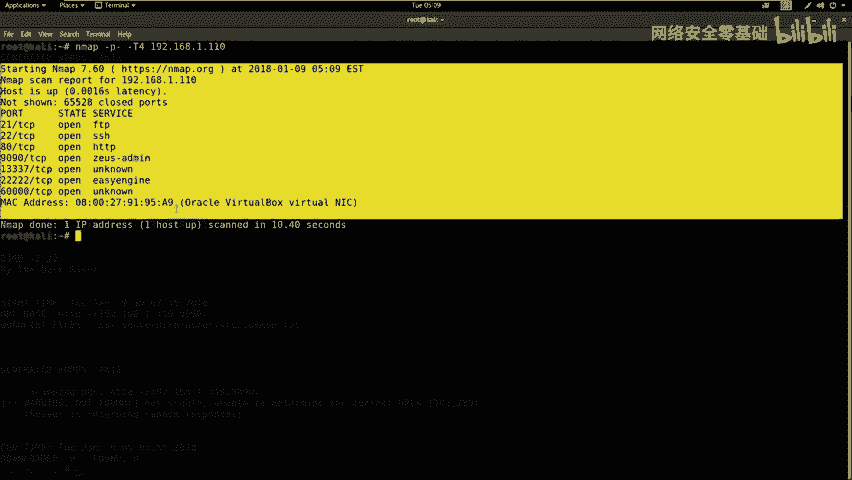 Applications ▾ Places ▾ Terminal ▾ Tue 05:09
root@kali: ~
File Edit View Search Terminal Help
网络安全零基础 bilibili
root@kali:~# nmap -p- -T4 192.168.1.110
Starting Nmap 7.60 ( https://nmap.org ) at 2018-01-09 05:09 EST
Nmap scan report for 192.168.1.110
Host is up (0.0016s latency).
Not shown: 65528 closed ports
PORT STATE SERVICE
21/tcp open ftp
22/tcp open ssh
80/tcp open http
9090/tcp open zeus-admin
13337/tcp open unknown
22222/tcp open easyengine
60000/tcp open unknown
MAC Address: 08:00:27:91:95:A9 (Oracle VirtualBox virtual NIC)
Nmap done: 1 IP address (1 host up) scanned in 10.40 seconds
root@kali:~#